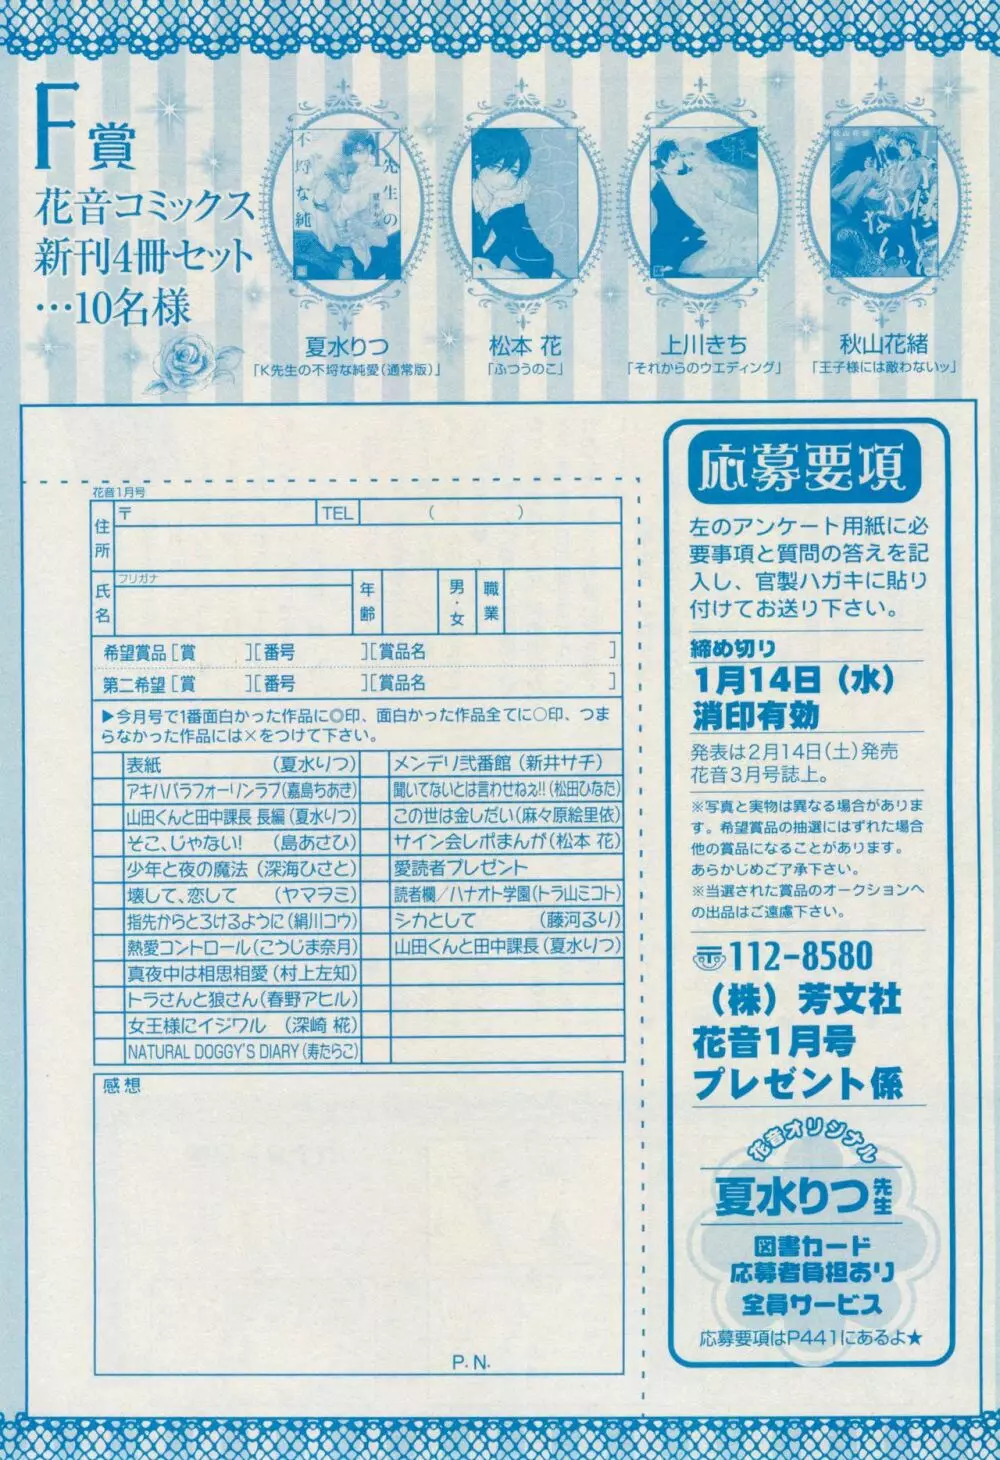 F賞
花音コミックス
新刊4冊セット
…10名様
K先生の
不埒な純愛
夏水りつ
「K先生の不埒な純愛(通常版)」
松本 花
「ふつうのこ」
上川きち
「それからのウエディング」
秋山花緒
「王子様には敵わないッ」
花音1月号
住所
〒
TEL
( )
氏名
フリガナ
年齢
男・女
職業
希望賞品[賞 ][番号 ][賞品名 ]
第二希望[賞 ][番号 ][賞品名 ]
▶今月号で1番面白かった作品に◎印、面白かった作品全てに○印、つま
らなかった作品には×をつけて下さい。
表紙 (夏水りつ)
アキハバラフォーリンラブ(嘉島ちあき)
山田くんと田中課長 長編(夏水りつ)
そこ、じゃない! (島あさひ)
少年と夜の魔法(深海ひさと)
壊して、恋して (ヤマヲミ)
指先からとろけるように(絹川コウ)
熱愛コントロール(こうじま奈月)
真夜中は相思相愛(村上左知)
トラさんと狼さん(春野アヒル)
女王様にイジワル (深崎 椛)
NATURAL DOGGY'S DIARY(寿たらこ)
メンデリ弐番館(新井サチ)
聞いてないとは言わせねぇ!!(松田ひなた)
この世は金しだい(麻々原絵里依)
サイン会レポまんが(松本 花)
愛読者プレゼント
読者欄/ハナオト学園(トラ山ミコト)
シカとして (藤河るり)
山田くんと田中課長(夏水りつ)
感想
P.N.
応募要項
左のアンケート用紙に必
要事項と質問の答えを記
入し、官製ハガキに貼り
付けてお送り下さい。
締め切り
1月14日(水)
消印有効
発表は2月14日(土)発売
花音3月号誌上。
※写真と実物は異なる場合がありま
す。希望賞品の抽選にはずれた場合
他の賞品になることがあります。
あらかじめご了承下さい。
※当選された賞品のオークションへ
の出品はご遠慮下さい。
〒112-8580
(株)芳文社
花音1月号
プレゼント係
花音オリジナル
夏水りつ先生
図書カード
応募者負担あり
全員サービス
応募要項はP441にあるよ★